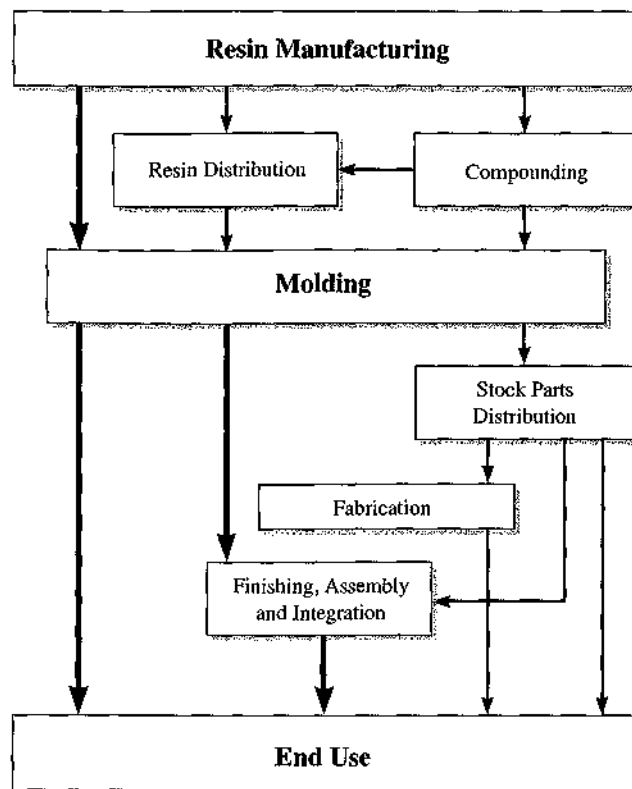 Resin Manufacturing
Resin Distribution
Compounding
Molding
Stock Parts
Distribution
Fabrication
Finishing, Assembly
and Integration
End Use